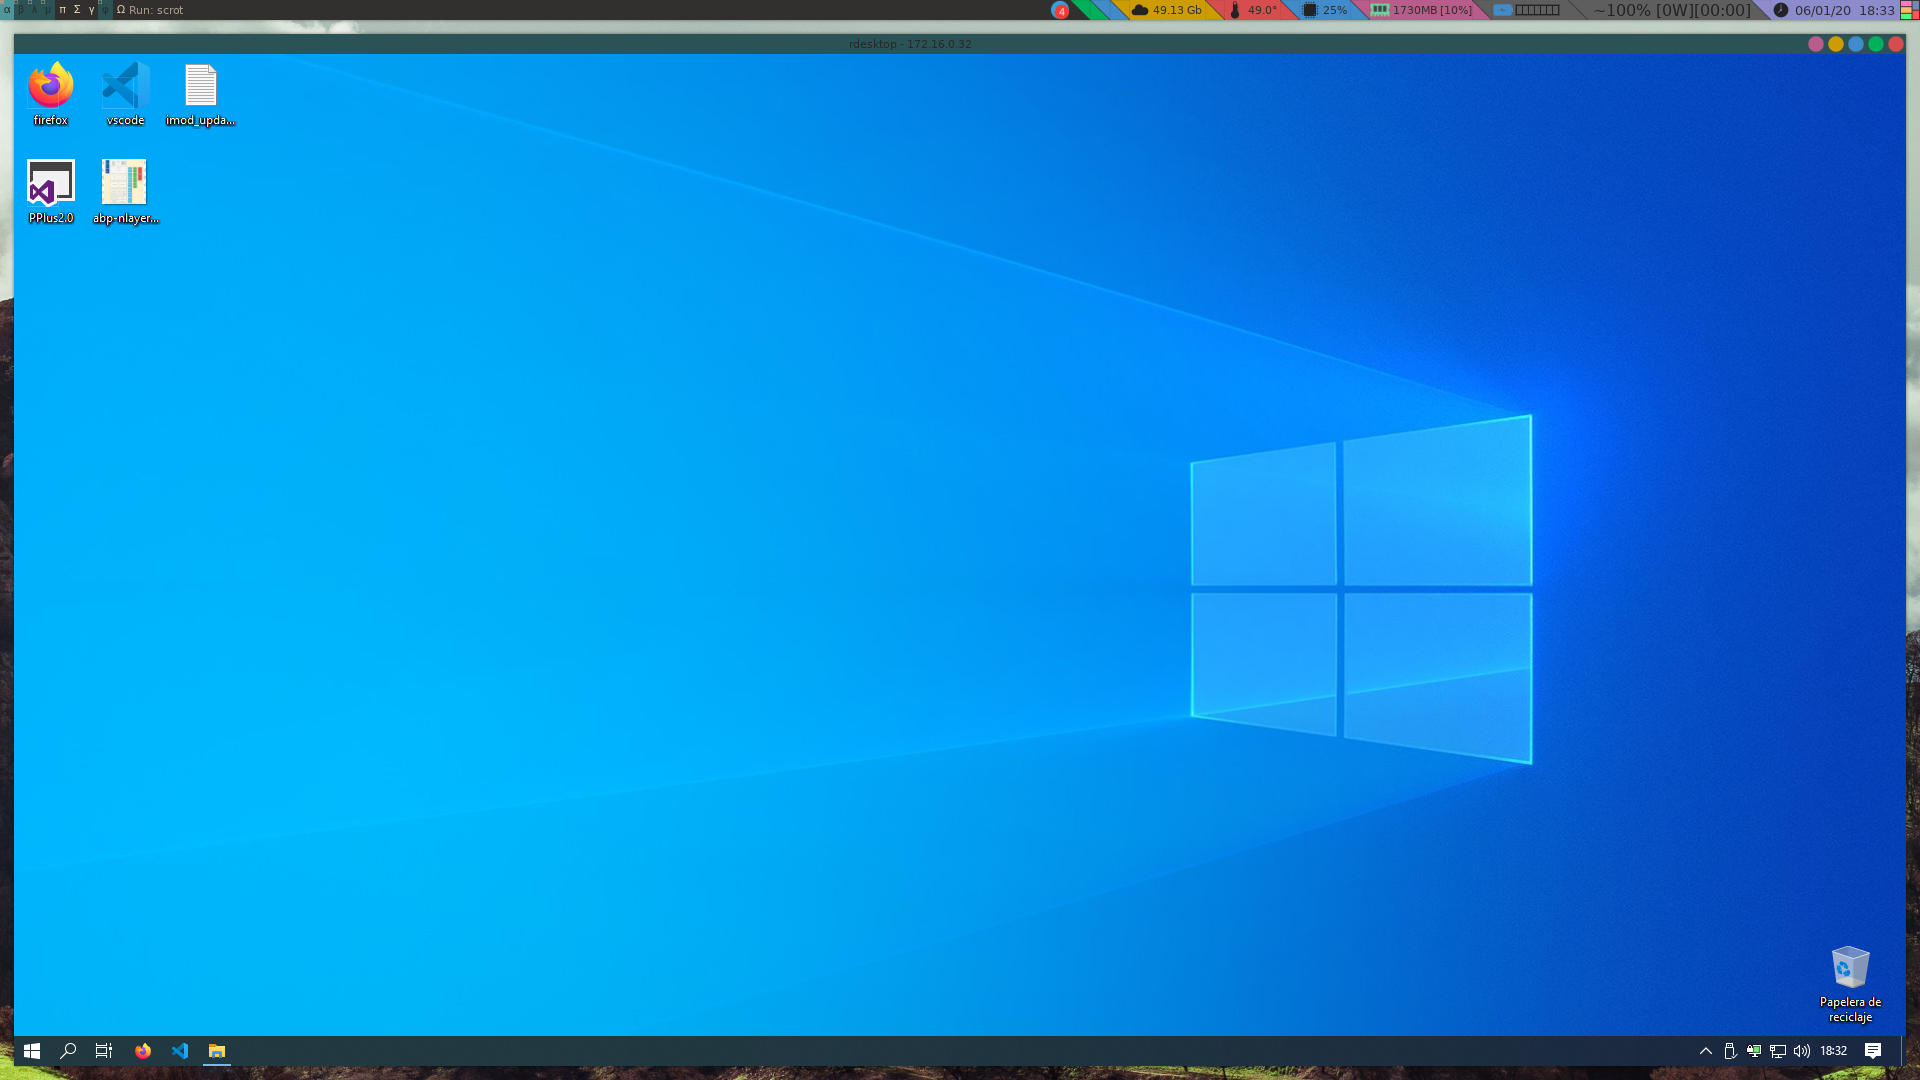 α β λ μ π Σ γ φ Ω Run: scrot
4
49.13 Gb
49.0°
25%
1730MB [10%]
~100% [0W][00:00]
06/01/20 18:33
rdesktop - 172.16.0.32
firefox
vscode
imod_upda...
PPlus2.0
abp-nlayer...
Papelera de
reciclaje
18:32